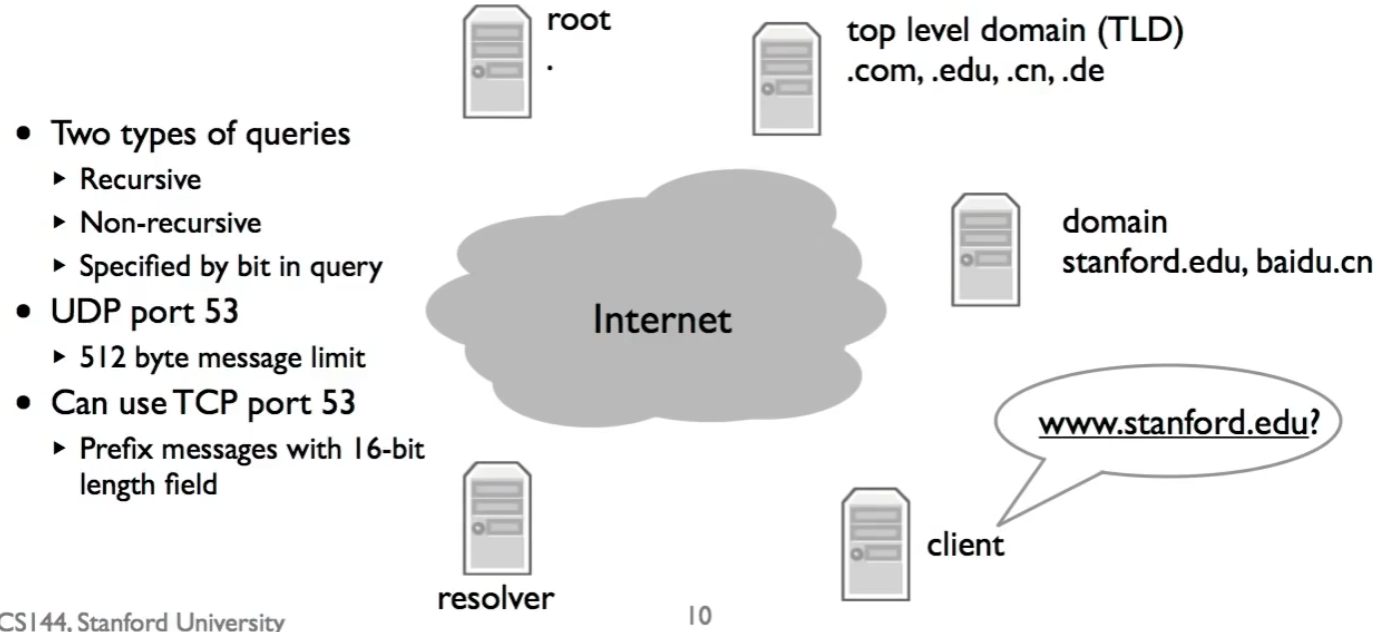 root
.
top level domain (TLD)
.com, .edu, .cn, .de
• Two types of queries
▸ Recursive
▸ Non-recursive
▸ Specified by bit in query
• UDP port 53
▸ 512 byte message limit
• Can use TCP port 53
▸ Prefix messages with 16-bit
length field
Internet
domain
stanford.edu, baidu.cn
www.stanford.edu?
client
resolver
CS144, Stanford University
10